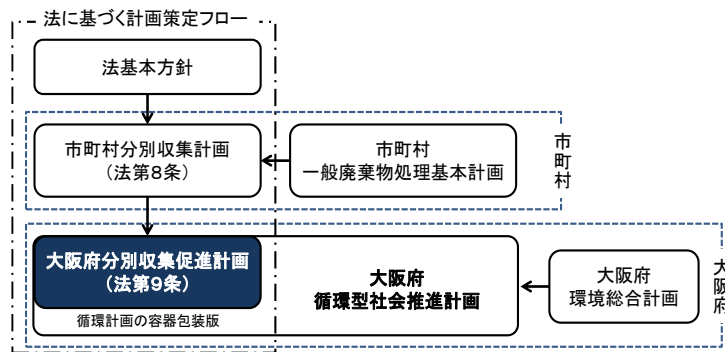 法に基づく計画策定フロー
法基本方針
市町村分別収集計画
(法第8条)
市町村
一般廃棄物処理基本計画
市町村
大阪府分別収集促進計画
(法第9条)
循環計画の容器包装版
大阪府
循環型社会推進計画
大阪府
環境総合計画
大阪府